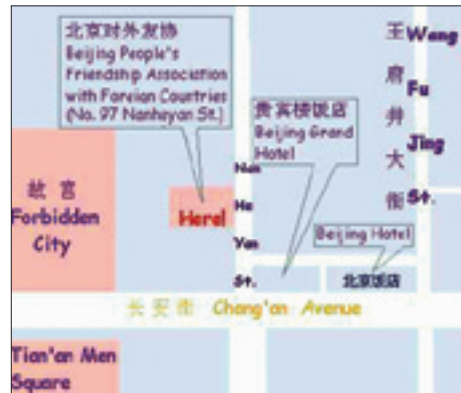 北京对外友协
Beijing People's
Friendship Association
with Foreian Countries
(No. 97 Nanheyan St.)
贵宾楼饭店
Beijing Grand
Hotel
王府井大街
Wang
Fu
Jing
St.
故宫
Forbidden
City
Here!
Nan
He
Yan
St.
Beijing Hotel
北京饭店
长安街 Chang'an Avenue
Tian'an Men
Square